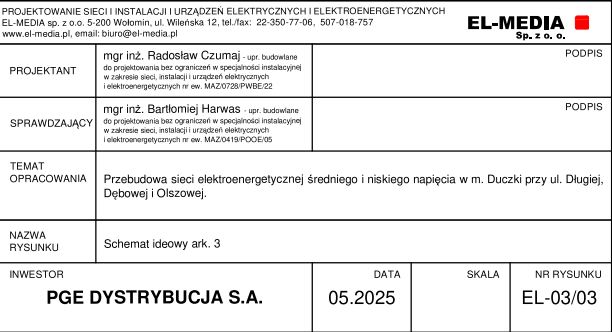 PROJEKTOWANIE SIECI I INSTALACJI I URZĄDZEŃ ELEKTRYCZNYCH I ELEKTROENERGETYCZNYCH
EL-MEDIA sp. z o.o. 5-200 Wołomin, ul. Wileńska 12, tel./fax: 22-350-77-06, 507-018-757
www.el-media.pl, email: biuro@el-media.pl
EL-MEDIA
Sp. z o. o.
PROJEKTANT
mgr inż. Radosław Czumaj - upr. budowlane
do projektowania bez ograniczeń w specjalności instalacyjnej
w zakresie sieci, instalacji i urządzeń elektrycznych
i elektroenergetycznych nr ew. MAZ/0728/PWBE/22
PODPIS
SPRAWDZAJĄCY
mgr inż. Bartłomiej Harwas - upr. budowlane
do projektowania bez ograniczeń w specjalności instalacyjnej
w zakresie sieci, instalacji i urządzeń elektrycznych
i elektroenergetycznych nr ew. MAZ/0419/POOE/05
PODPIS
TEMAT
OPRACOWANIA
Przebudowa sieci elektroenergetycznej średniego i niskiego napięcia w m. Duczki przy ul. Długiej,
Dębowej i Olszowej.
NAZWA
RYSUNKU
Schemat ideowy ark. 3
INWESTOR
PGE DYSTRYBUCJA S.A.
DATA
05.2025
SKALA
NR RYSUNKU
EL-03/03